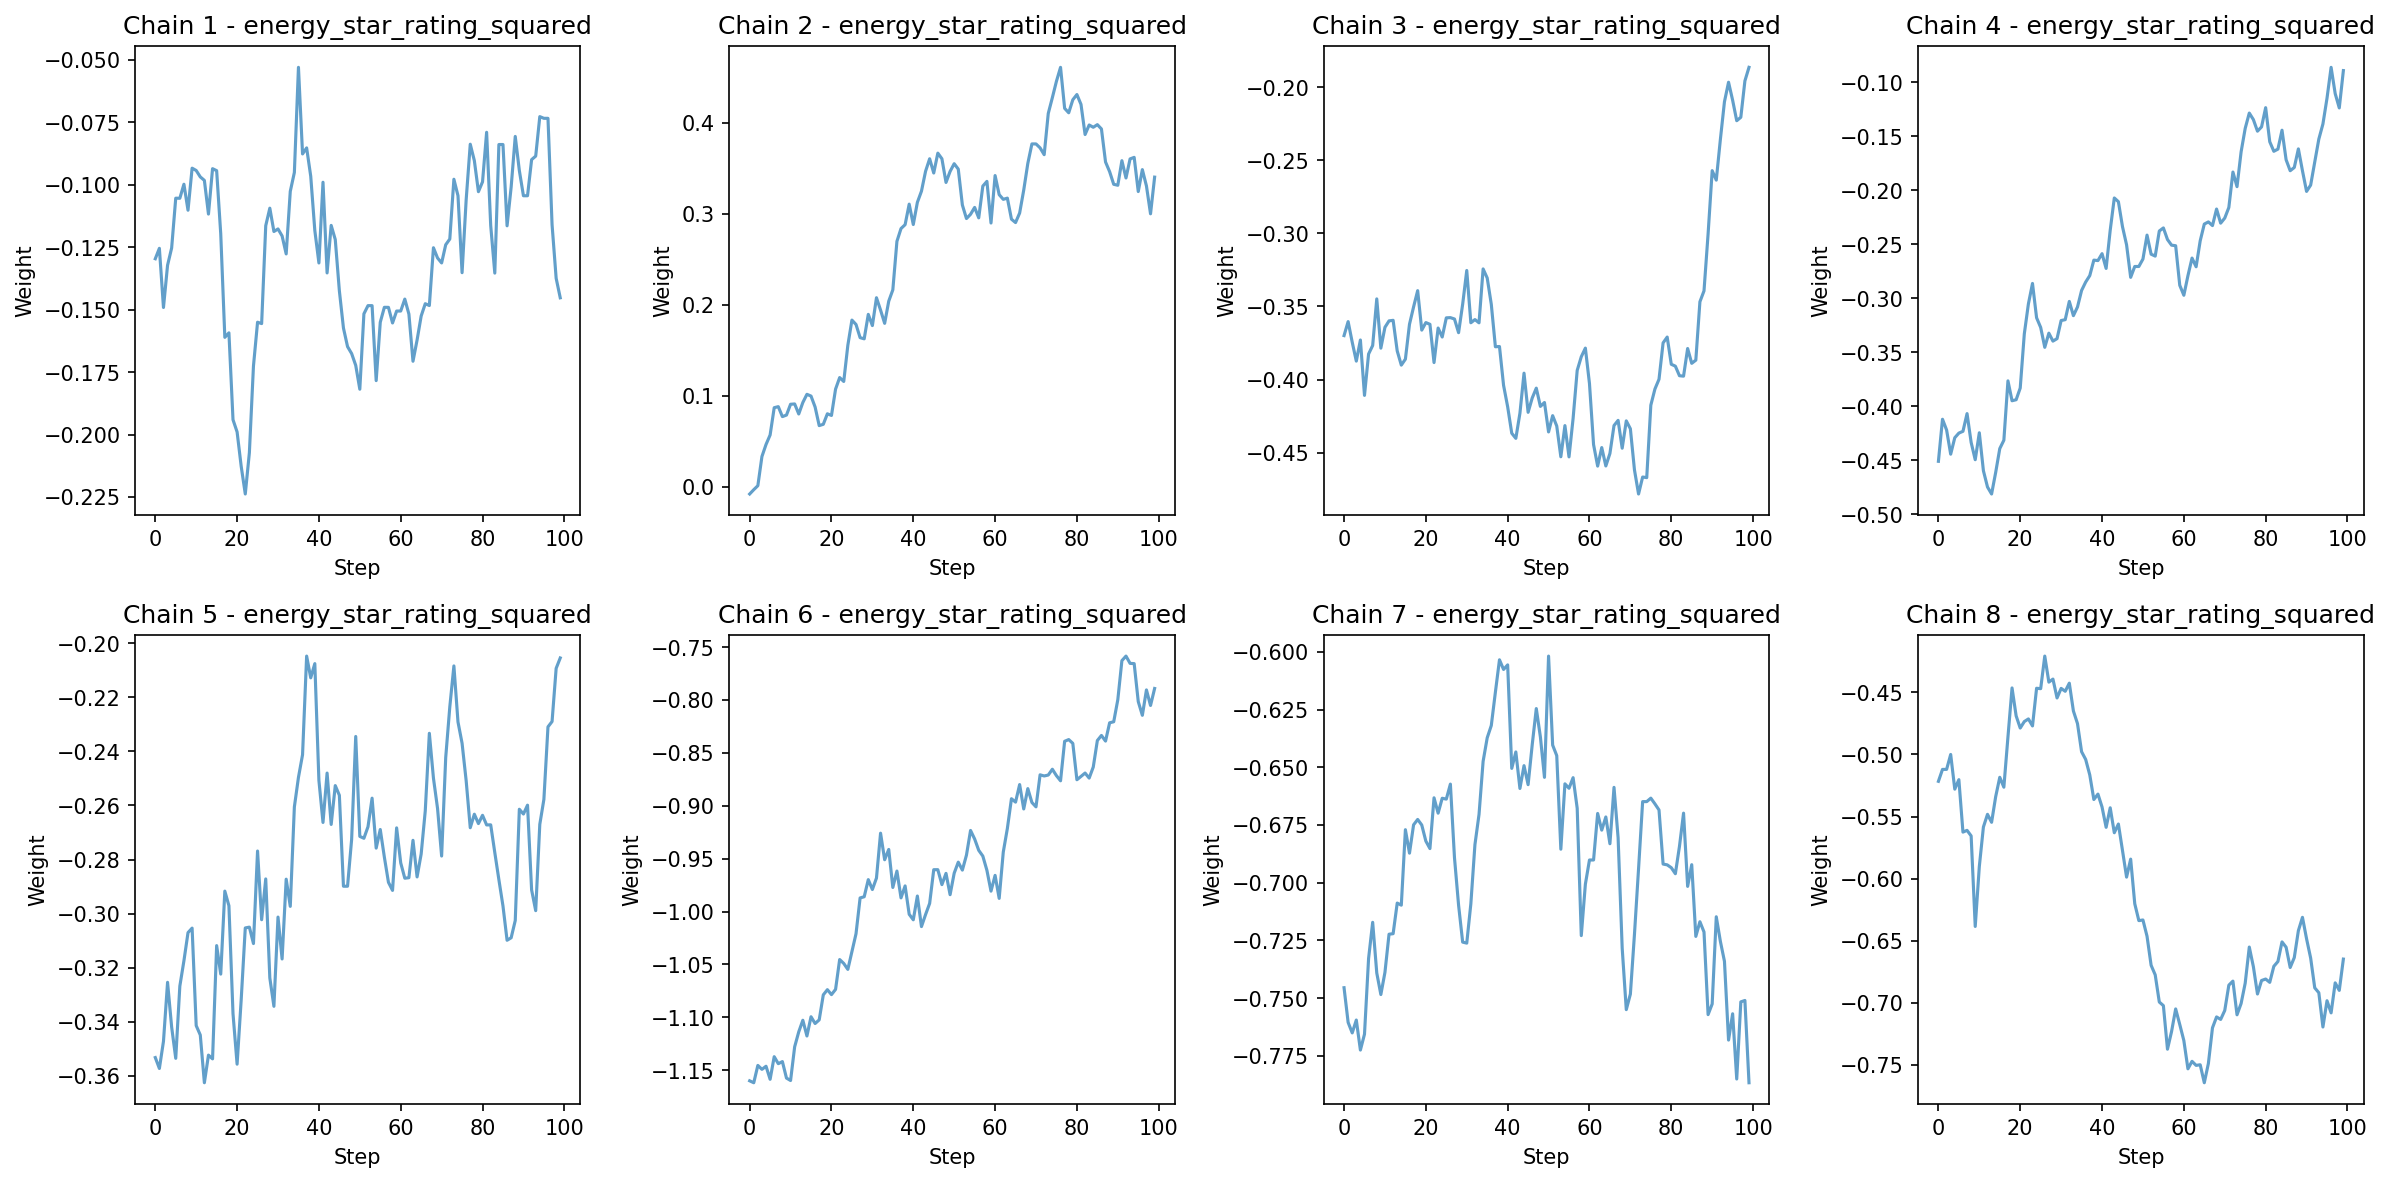 Chain 1 - energy_star_rating_squared
Weight
−0.050
−0.075
−0.100
−0.125
−0.150
−0.175
−0.200
−0.225
0 20 40 60 80 100
Step
Chain 2 - energy_star_rating_squared
Weight
0.4
0.3
0.2
0.1
0.0
0 20 40 60 80 100
Step
Chain 3 - energy_star_rating_squared
Weight
−0.20
−0.25
−0.30
−0.35
−0.40
−0.45
0 20 40 60 80 100
Step
Chain 4 - energy_star_rating_squared
Weight
−0.10
−0.15
−0.20
−0.25
−0.30
−0.35
−0.40
−0.45
−0.50
0 20 40 60 80 100
Step
Chain 5 - energy_star_rating_squared
Weight
−0.20
−0.22
−0.24
−0.26
−0.28
−0.30
−0.32
−0.34
−0.36
0 20 40 60 80 100
Step
Chain 6 - energy_star_rating_squared
Weight
−0.75
−0.80
−0.85
−0.90
−0.95
−1.00
−1.05
−1.10
−1.15
0 20 40 60 80 100
Step
Chain 7 - energy_star_rating_squared
Weight
−0.600
−0.625
−0.650
−0.675
−0.700
−0.725
−0.750
−0.775
0 20 40 60 80 100
Step
Chain 8 - energy_star_rating_squared
Weight
−0.45
−0.50
−0.55
−0.60
−0.65
−0.70
−0.75
0 20 40 60 80 100
Step